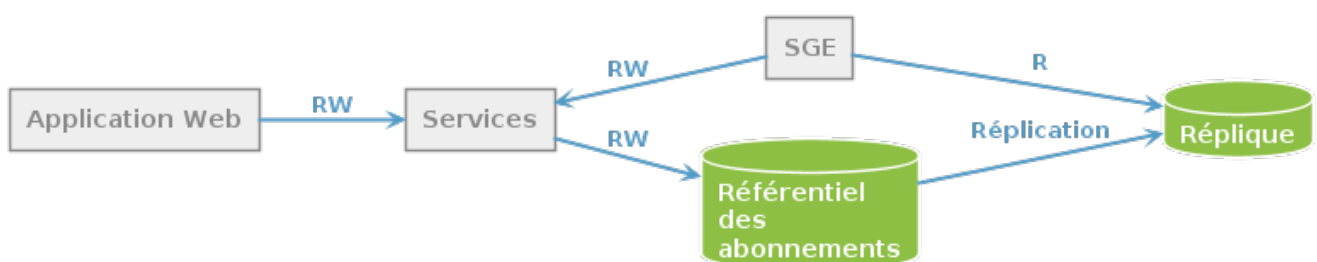 SGE
RW
R
Application Web
RW
Services
RW
Réplication
Réplique
Référentiel
des
abonnements